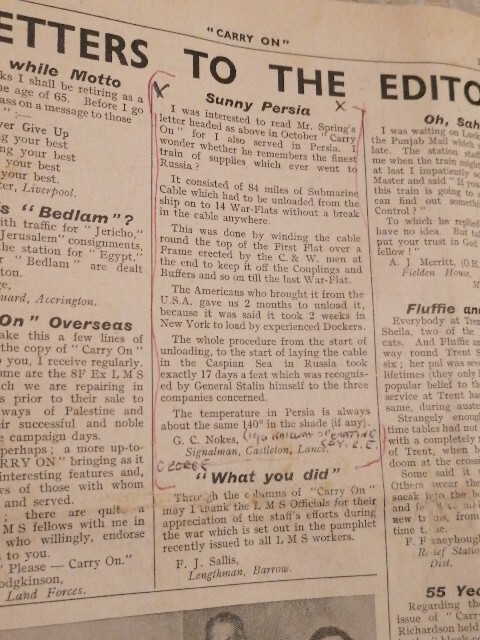 "CARRY ON"
ETTERS TO THE EDITO
while Motto
ks I shall be retiring as a
he age of 65. Before I go
ass on a message to those
":—
ver Give Up
ng your best
ng your best
your best
your best
er, Liverpool.
s "Bedlam"?
ith traffic for "Jericho,"
Jerusalem" consignments,
he station for "Egypt,"
r "Bedlam" are dealt
ton.
ge,
uard, Accrington.
On" Overseas
ake this a few lines of
the copy of "Carry On"
o you, I receive regularly.
ome are the 8F Ex L M S
ch we are repairing in
s prior to their sale to
ways of Palestine and
ir successful and noble
e campaign days.
perhaps; a more up-to-
RRY ON" bringing as it
interesting features and,
ws of those with whom
and served.
; there are quite a
M S fellows with me in
who willingly, endorse
s to you.
Please — Carry On."
odgkinson,
Land Forces.
x Sunny Persia x
I was interested to read Mr. Spring's
letter headed as above in October "Carry
On" for I also served in Persia. I
wonder whether he remembers the finest
train of supplies which ever went to
Russia?
It consisted of 84 miles of Submarine
Cable which had to be unloaded from the
ship on to 14 War-Flats without a break
in the cable anywhere.
This was done by winding the cable
round the top of the First Flat over a
Frame erected by the C. & W. men at
the end to keep it off the Couplings and
Buffers and so on till the last War-Flat.
The Americans who brought it from the
U.S.A. gave us 2 months to unload it,
because it was said it took 2 weeks in
New York to load by experienced Dockers.
The whole procedure from the start of
unloading, to the start of laying the cable
in the Caspian Sea in Russia took
exactly 17 days a feat which was recognis-
ed by General Stalin himself to the three
companies concerned.
The temperature in Persia is always
about the same 140° in the shade (if any).
G. C. Nokes,
Signalman, Castleton, Lancs.
GEORGE
"What you did"
Through the columns of "Carry On"
may I thank the L M S Officials for their
appreciation of the staff's efforts during
the war which is set out in the pamphlet
recently issued to all L M S workers.
F. J. Sallis,
Lengthman, Barrow.
Oh, Sah
I was waiting on Luck
the Punjab Mail which
late. The station sta
me when the train migh
at last I impatiently a
Master and said "If you
this train is going to
can find out something
Control?"
To which he replied
have no idea. But ta
put your trust in God
fellow!"
A. J. Merritt, (O.B
Fielden House,
Fluffie an
Everybody at Tren
Sheila, two of the
cats. And Fluffie an
way round Trent S
six; her pal was seve
lifetimes (they only h
popular belief to the
service at Trent had
same, during auste
Strangely enough
time tables had not
with a completely n
of Trent, when b
doom at the cross
Some said it
Others swear the
sneak into the
and
new
time
F. F aneyhough
Relief Statio
Dist.
55 Yea
Regarding the
issue of "Carr
Richardson held